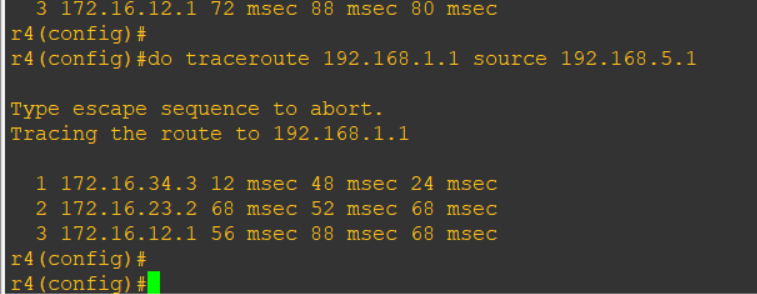 3 172.16.12.1 72 msec 88 msec 80 msec
r4(config)#
r4(config)#do traceroute 192.168.1.1 source 192.168.5.1
Type escape sequence to abort.
Tracing the route to 192.168.1.1
1 172.16.34.3 12 msec 48 msec 24 msec
2 172.16.23.2 68 msec 52 msec 68 msec
3 172.16.12.1 56 msec 88 msec 68 msec
r4(config)#
r4(config)#